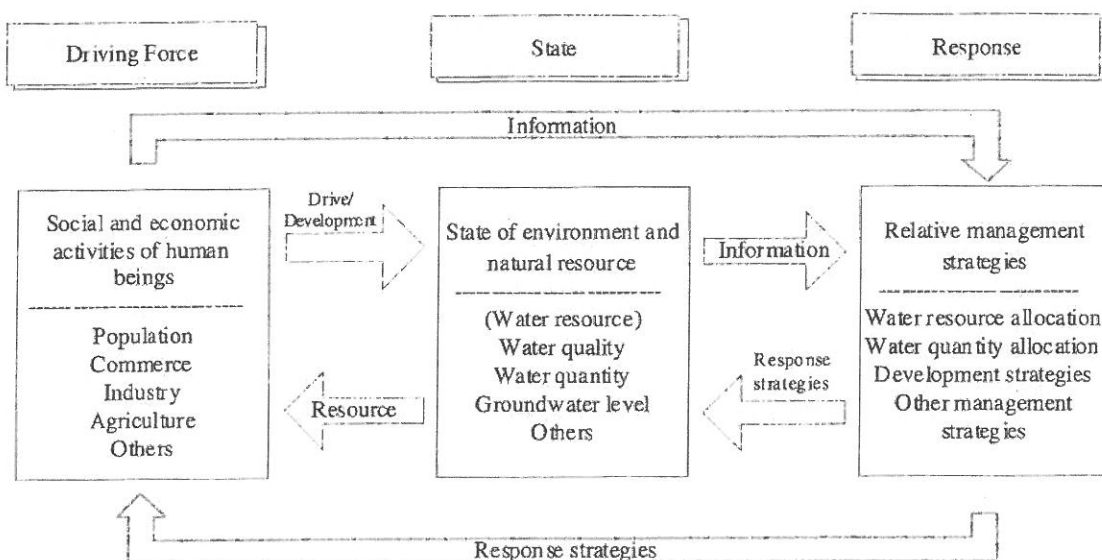 Driving Force
State
Response
Information
Social and economic
activities of human
beings
Population
Commerce
Industry
Agriculture
Others
Drive/
Development
Resource
State of environment and
natural resource
(Water resource)
Water quality
Water quantity
Groundwater level
Others
Information
Response
strategies
Relative management
strategies
Water resource allocation
Water quantity allocation
Development strategies
Other management
strategies
Response strategies